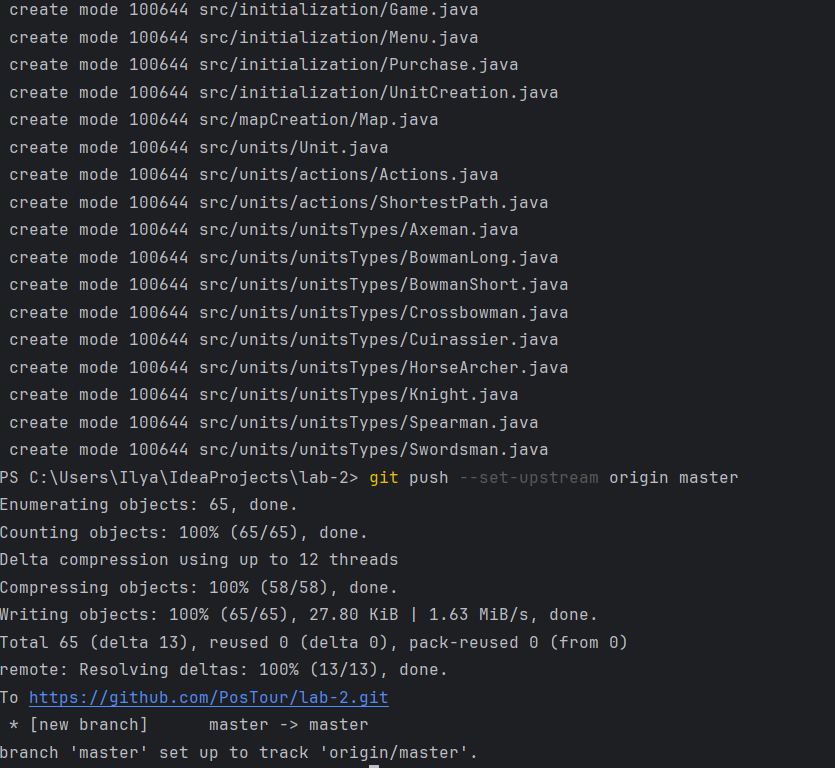 create mode 100644 src/initialization/Game.java
create mode 100644 src/initialization/Menu.java
create mode 100644 src/initialization/Purchase.java
create mode 100644 src/initialization/UnitCreation.java
create mode 100644 src/mapCreation/Map.java
create mode 100644 src/units/Unit.java
create mode 100644 src/units/actions/Actions.java
create mode 100644 src/units/actions/ShortestPath.java
create mode 100644 src/units/unitsTypes/Axeman.java
create mode 100644 src/units/unitsTypes/BowmanLong.java
create mode 100644 src/units/unitsTypes/BowmanShort.java
create mode 100644 src/units/unitsTypes/Crossbowman.java
create mode 100644 src/units/unitsTypes/Cuirassier.java
create mode 100644 src/units/unitsTypes/HorseArcher.java
create mode 100644 src/units/unitsTypes/Knight.java
create mode 100644 src/units/unitsTypes/Spearman.java
create mode 100644 src/units/unitsTypes/Swordsman.java
PS C:\Users\Ilya\IdeaProjects\lab-2> git push --set-upstream origin master
Enumerating objects: 65, done.
Counting objects: 100% (65/65), done.
Delta compression using up to 12 threads
Compressing objects: 100% (58/58), done.
Writing objects: 100% (65/65), 27.80 KiB | 1.63 MiB/s, done.
Total 65 (delta 13), reused 0 (delta 0), pack-reused 0 (from 0)
remote: Resolving deltas: 100% (13/13), done.
To https://github.com/PosTour/lab-2.git
 * [new branch]      master -> master
branch 'master' set up to track 'origin/master'.